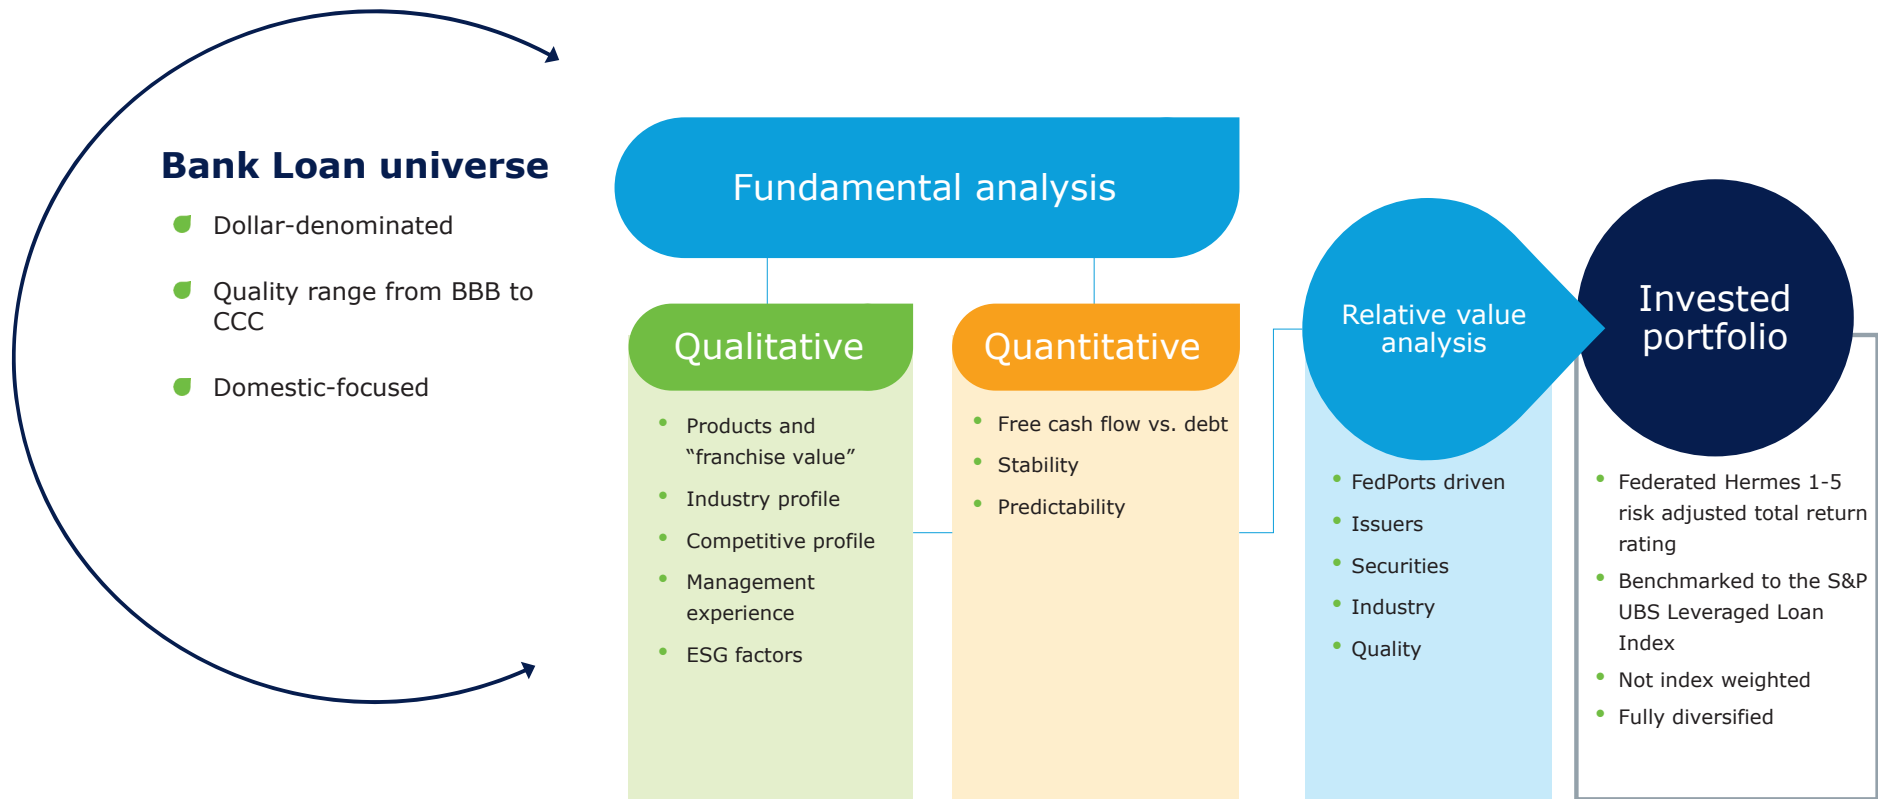 Bank Loan universe
Dollar-denominated
Quality range from BBB to
CCC
Domestic-focused
Fundamental analysis
Qualitative
Products and
“franchise value”
Industry profile
Competitive profile
Management
experience
ESG factors
Quantitative
Free cash flow vs. debt
Stability
Predictability
Relative value
analysis
FedPorts driven
Issuers
Securities
Industry
Quality
Invested
portfolio
Federated Hermes 1-5
risk adjusted total return
rating
Benchmarked to the S&P
UBS Leveraged Loan
Index
Not index weighted
Fully diversified